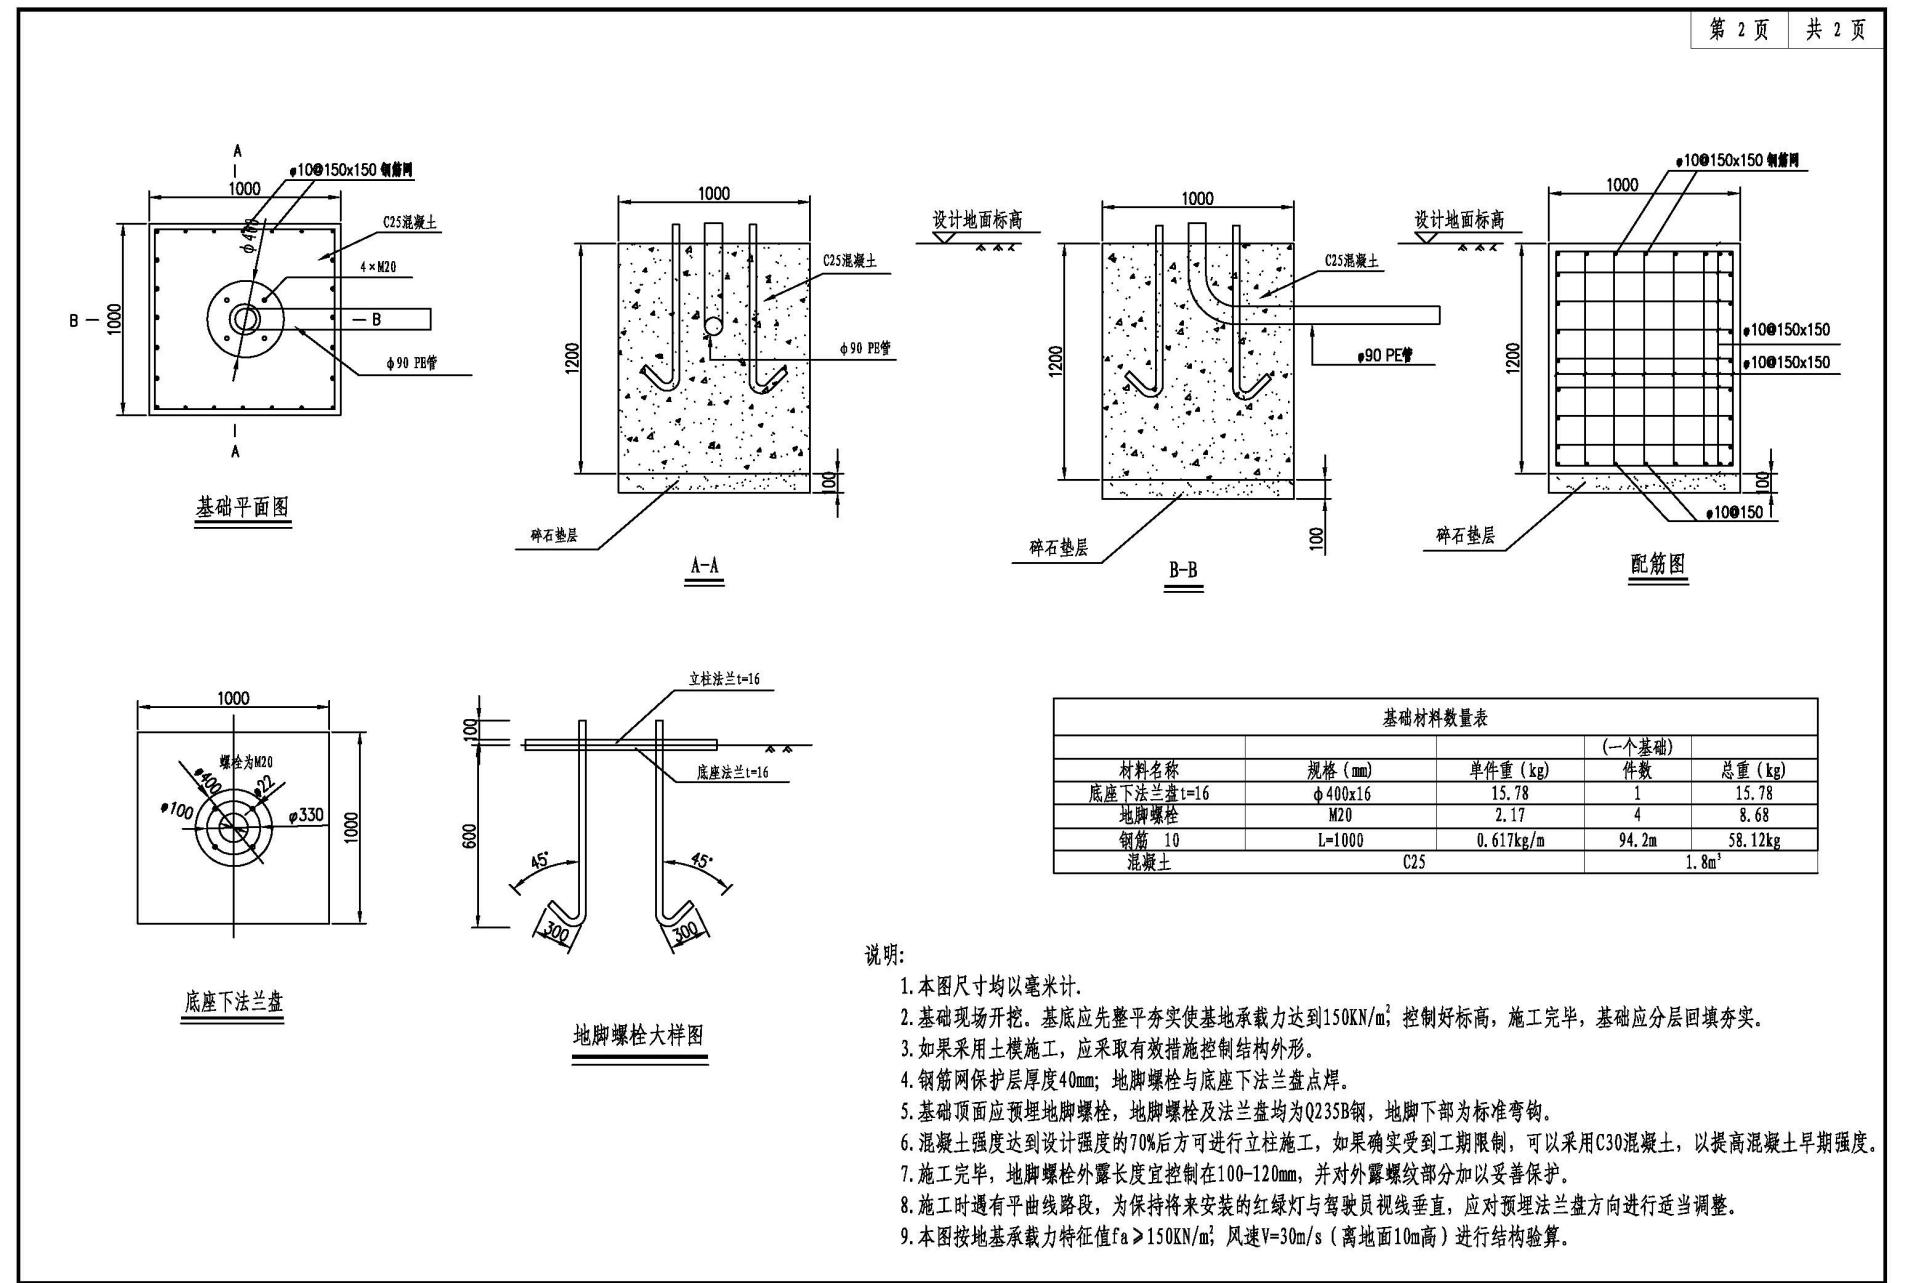 第 2 页 共 2 页
A
φ10@150x150 钢筋网
1000
φ400
C25混凝土
4×M20
B
1000
B
φ90 PE管
A
基础平面图
1000
C25混凝土
1200
φ90 PE管
100
碎石垫层
A-A
设计地面标高
1000
C25混凝土
1200
φ90 PE管
100
碎石垫层
B-B
设计地面标高
φ10@150x150 钢筋网
1000
1200
φ10@150x150
φ10@150x150
100
φ10@150
碎石垫层
配筋图
1000
螺栓为M20
φ400
φ22
φ100
φ330
1000
底座下法兰盘
立柱法兰t=16
100
底座法兰t=16
600
45°
45°
300
300
地脚螺栓大样图
基础材料数量表
(一个基础)
材料名称 规格(mm) 单件重(kg) 件数 总重(kg)
底座下法兰盘t=16 φ400x16 15.78 1 15.78
地脚螺栓 M20 2.17 4 8.68
钢筋 10 L=1000 0.617kg/m 94.2m 58.12kg
混凝土 C25 1.8m³
说明:
1.本图尺寸均以毫米计.
2.基础现场开挖。基底应先整平夯实使基地承载力达到150KN/m²;控制好标高,施工完毕,基础应分层回填夯实。
3.如果采用土模施工,应采取有效措施控制结构外形。
4.钢筋网保护层厚度40mm;地脚螺栓与底座下法兰盘点焊。
5.基础顶面应预埋地脚螺栓,地脚螺栓及法兰盘均为Q235B钢,地脚下部为标准弯钩。
6.混凝土强度达到设计强度的70%后方可进行立柱施工,如果确实受到工期限制,可以采用C30混凝土,以提高混凝土早期强度。
7.施工完毕,地脚螺栓外露长度宜控制在100-120mm,并对外露螺纹部分加以妥善保护。
8.施工时遇有平曲线路段,为保持将来安装的红绿灯与驾驶员视线垂直,应对预埋法兰盘方向进行适当调整。
9.本图按地基承载力特征值fa≥150KN/m²;风速V=30m/s(离地面10m高)进行结构验算。